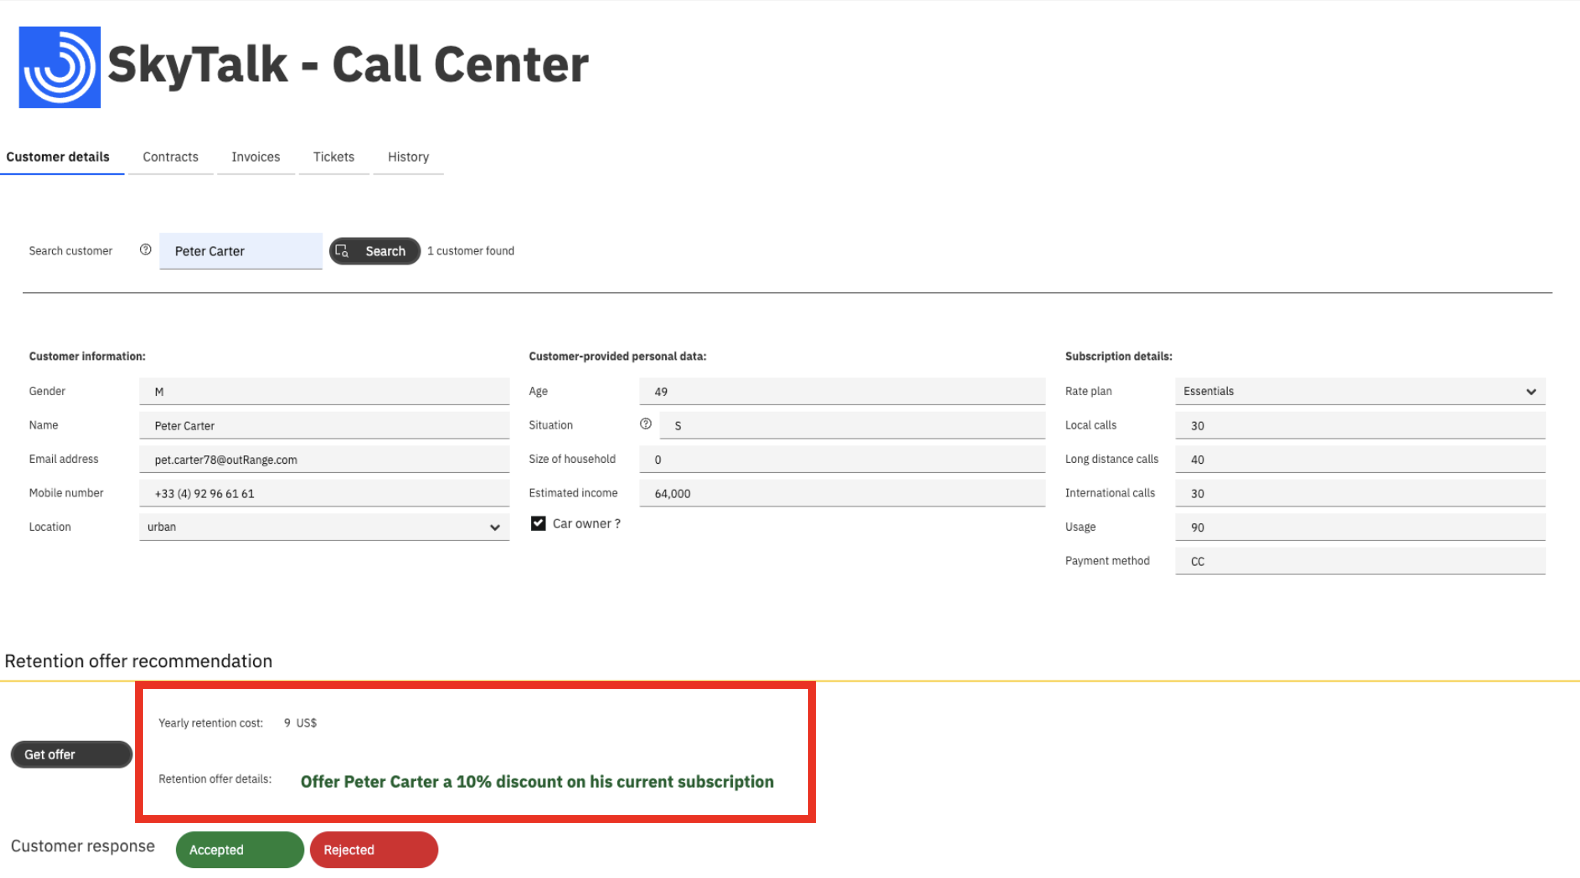 SkyTalk - Call Center
Customer details Contracts Invoices Tickets History
Search customer Peter Carter Search 1 customer found
Customer information: Customer-provided personal data: Subscription details:
Gender M Age 49 Rate plan Essentials
Name Peter Carter Situation S Local calls 30
Email address pet.carter78@outRange.com Size of household 0 Long distance calls 40
Mobile number +33 (4) 92 96 61 61 Estimated income 64,000 International calls 30
Location urban Car owner ? Usage 90
Payment method CC
Retention offer recommendation
Yearly retention cost: 9 US$
Get offer
Retention offer details: Offer Peter Carter a 10% discount on his current subscription
Customer response Accepted Rejected